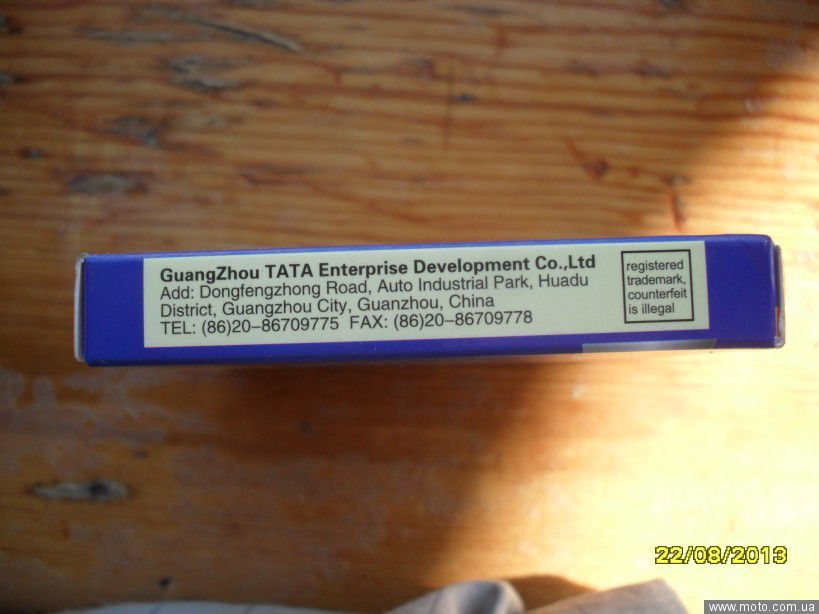 GuangZhou TATA Enterprise Development Co.,Ltd
Add: Dongfengzhong Road, Auto Industrial Park, Huadu
District, Guangzhou City, Guanzhou, China
TEL: (86)20-86709775 FAX: (86)20-86709778
registered
trademark,
counterfeit
is illegal
22/08/2013
www.moto.com.ua